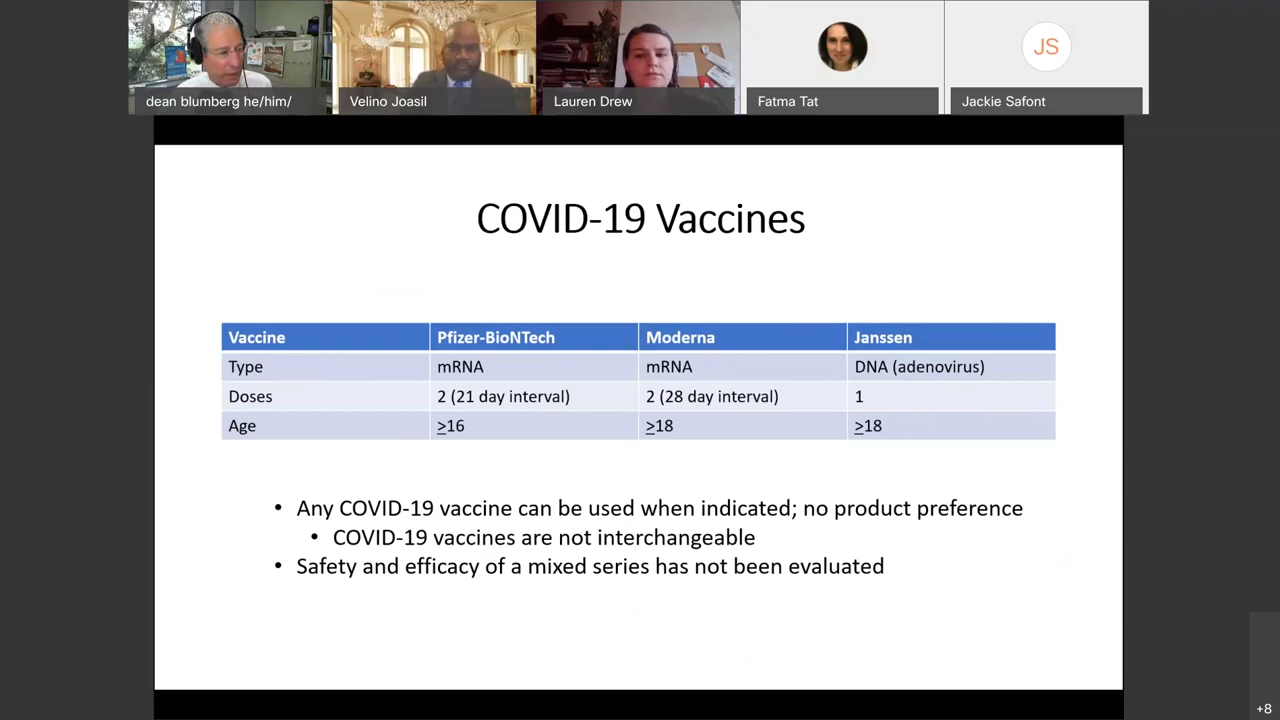 dean blumberg he/him/
Velino Joasil
Lauren Drew
Fatma Tat
JS
Jackie Safont
COVID-19 Vaccines
Vaccine Pfizer-BioNTech Moderna Janssen
Type mRNA mRNA DNA (adenovirus)
Doses 2 (21 day interval) 2 (28 day interval) 1
Age ≥16 ≥18 ≥18
• Any COVID-19 vaccine can be used when indicated; no product preference
• COVID-19 vaccines are not interchangeable
• Safety and efficacy of a mixed series has not been evaluated
+8